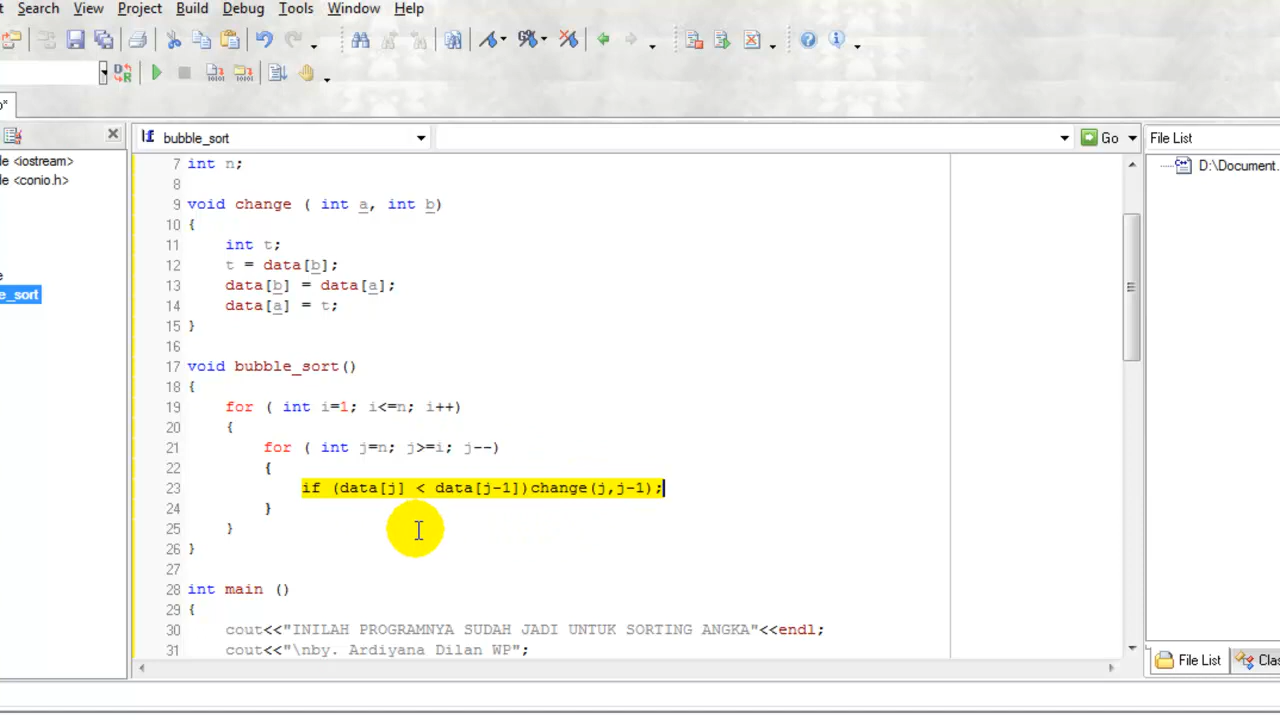 Search View Project Build Debug Tools Window Help
bubble_sort
Go
File List
<iostream>
<conio.h>
D:\Document.
7 int n;
8
9 void change ( int a, int b)
10 {
11 int t;
12 t = data[b];
13 data[b] = data[a];
14 data[a] = t;
15 }
16
17 void bubble_sort()
18 {
19 for ( int i=1; i<=n; i++)
20 {
21 for ( int j=n; j>=i; j--)
22 {
23 if (data[j] < data[j-1])change(j,j-1);
24 }
25 }
26 }
27
28 int main ()
29 {
30 cout<<"INILAH PROGRAMNYA SUDAH JADI UNTUK SORTING ANGKA"<<endl;
31 cout<<"\nby. Ardiyana Dilan WP";
File List